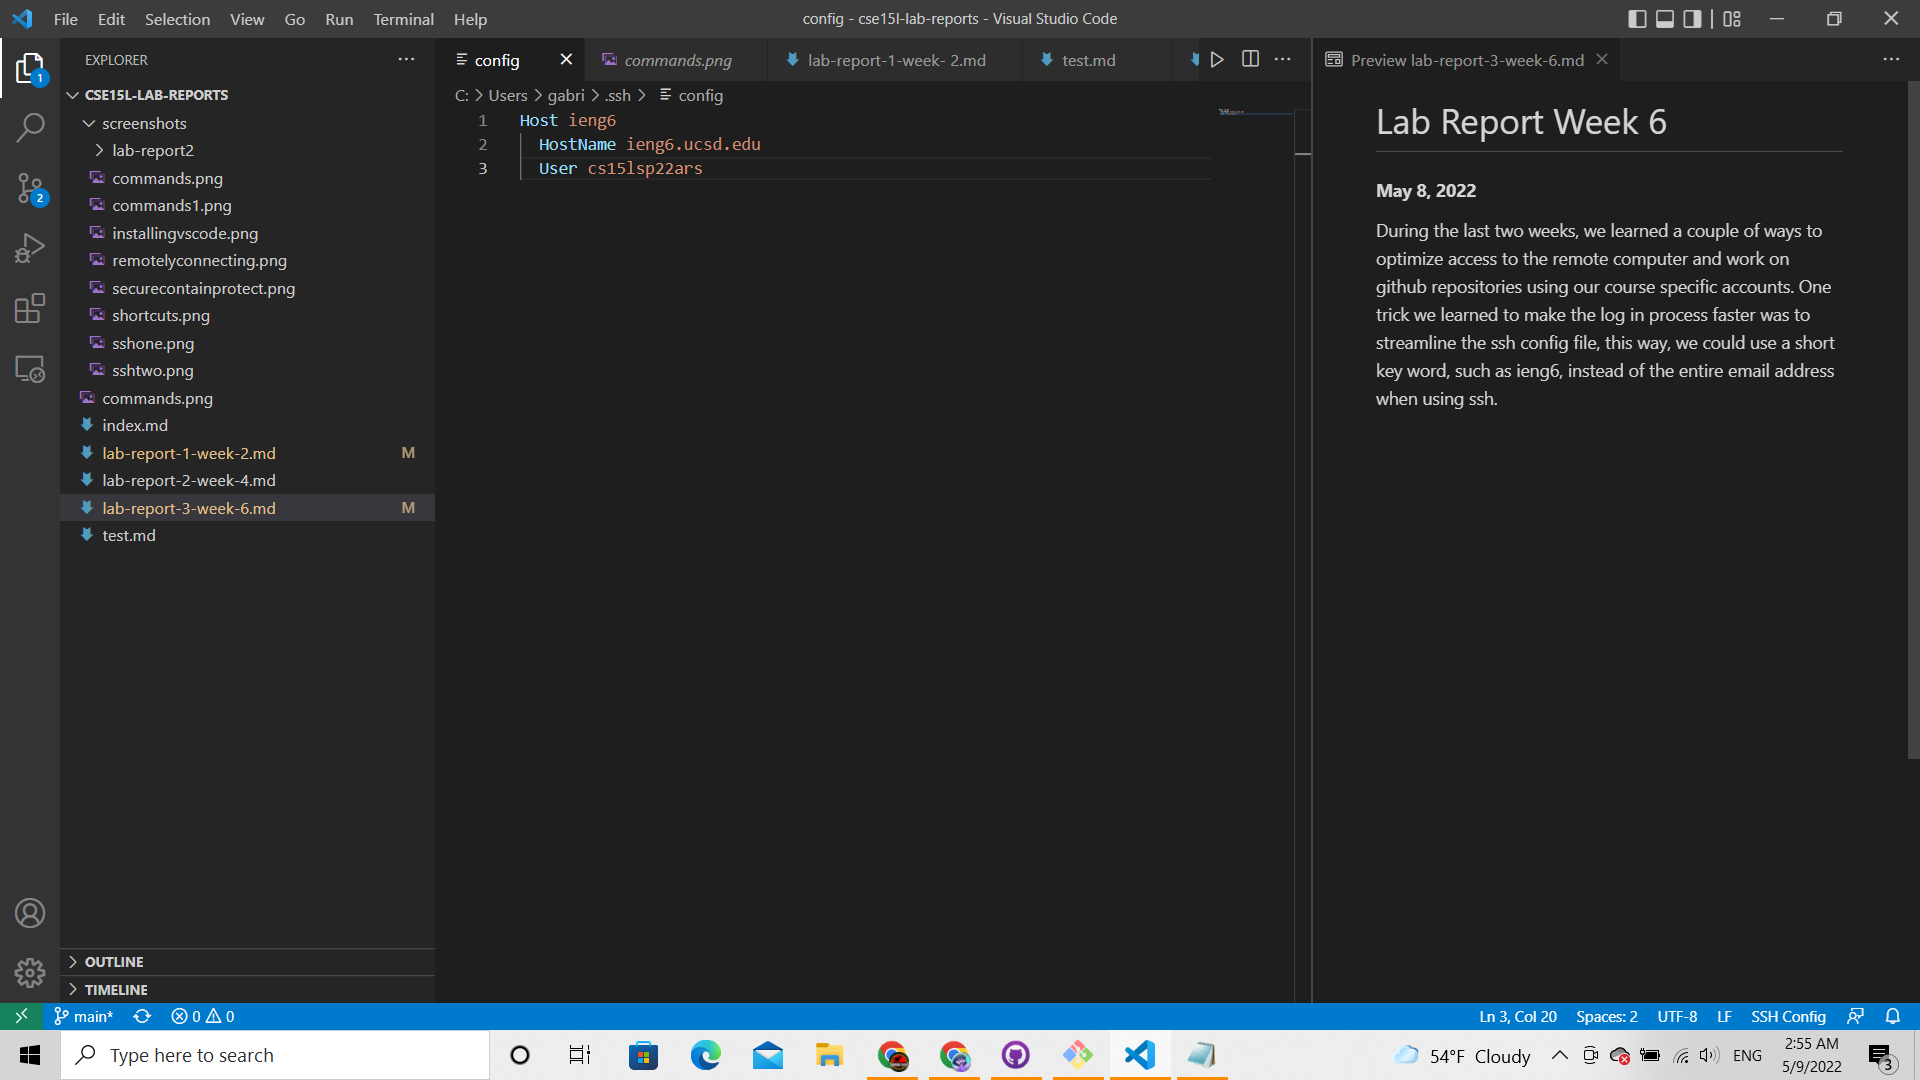 File Edit Selection View Go Run Terminal Help
config - cse15l-lab-reports - Visual Studio Code
EXPLORER
CSE15L-LAB-REPORTS
screenshots
lab-report2
commands.png
commands1.png
installingvscode.png
remotelyconnecting.png
securecontainprotect.png
shortcuts.png
sshone.png
sshtwo.png
commands.png
index.md
lab-report-1-week-2.md M
lab-report-2-week-4.md
lab-report-3-week-6.md M
test.md
OUTLINE
TIMELINE
1
2
config
commands.png
lab-report-1-week- 2.md
test.md
C: > Users > gabri > .ssh > config
1 Host ieng6
2 HostName ieng6.ucsd.edu
3 User cs15lsp22ars
Preview lab-report-3-week-6.md
Lab Report Week 6
May 8, 2022
During the last two weeks, we learned a couple of ways to
optimize access to the remote computer and work on
github repositories using our course specific accounts. One
trick we learned to make the log in process faster was to
streamline the ssh config file, this way, we could use a short
key word, such as ieng6, instead of the entire email address
when using ssh.
main* 0 0
Ln 3, Col 20 Spaces: 2 UTF-8 LF SSH Config
Type here to search
54°F Cloudy
ENG
2:55 AM
5/9/2022
3